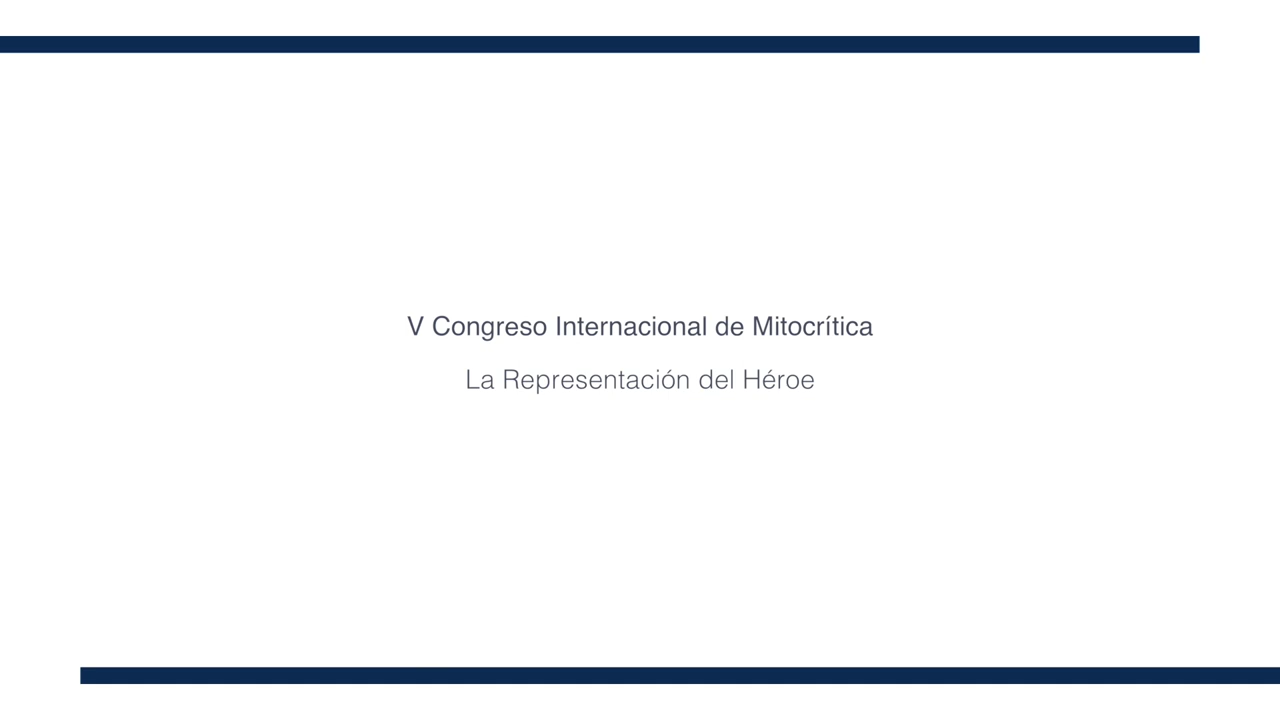 V Congreso Internacional de Mitocrítica
La Representación del Héroe